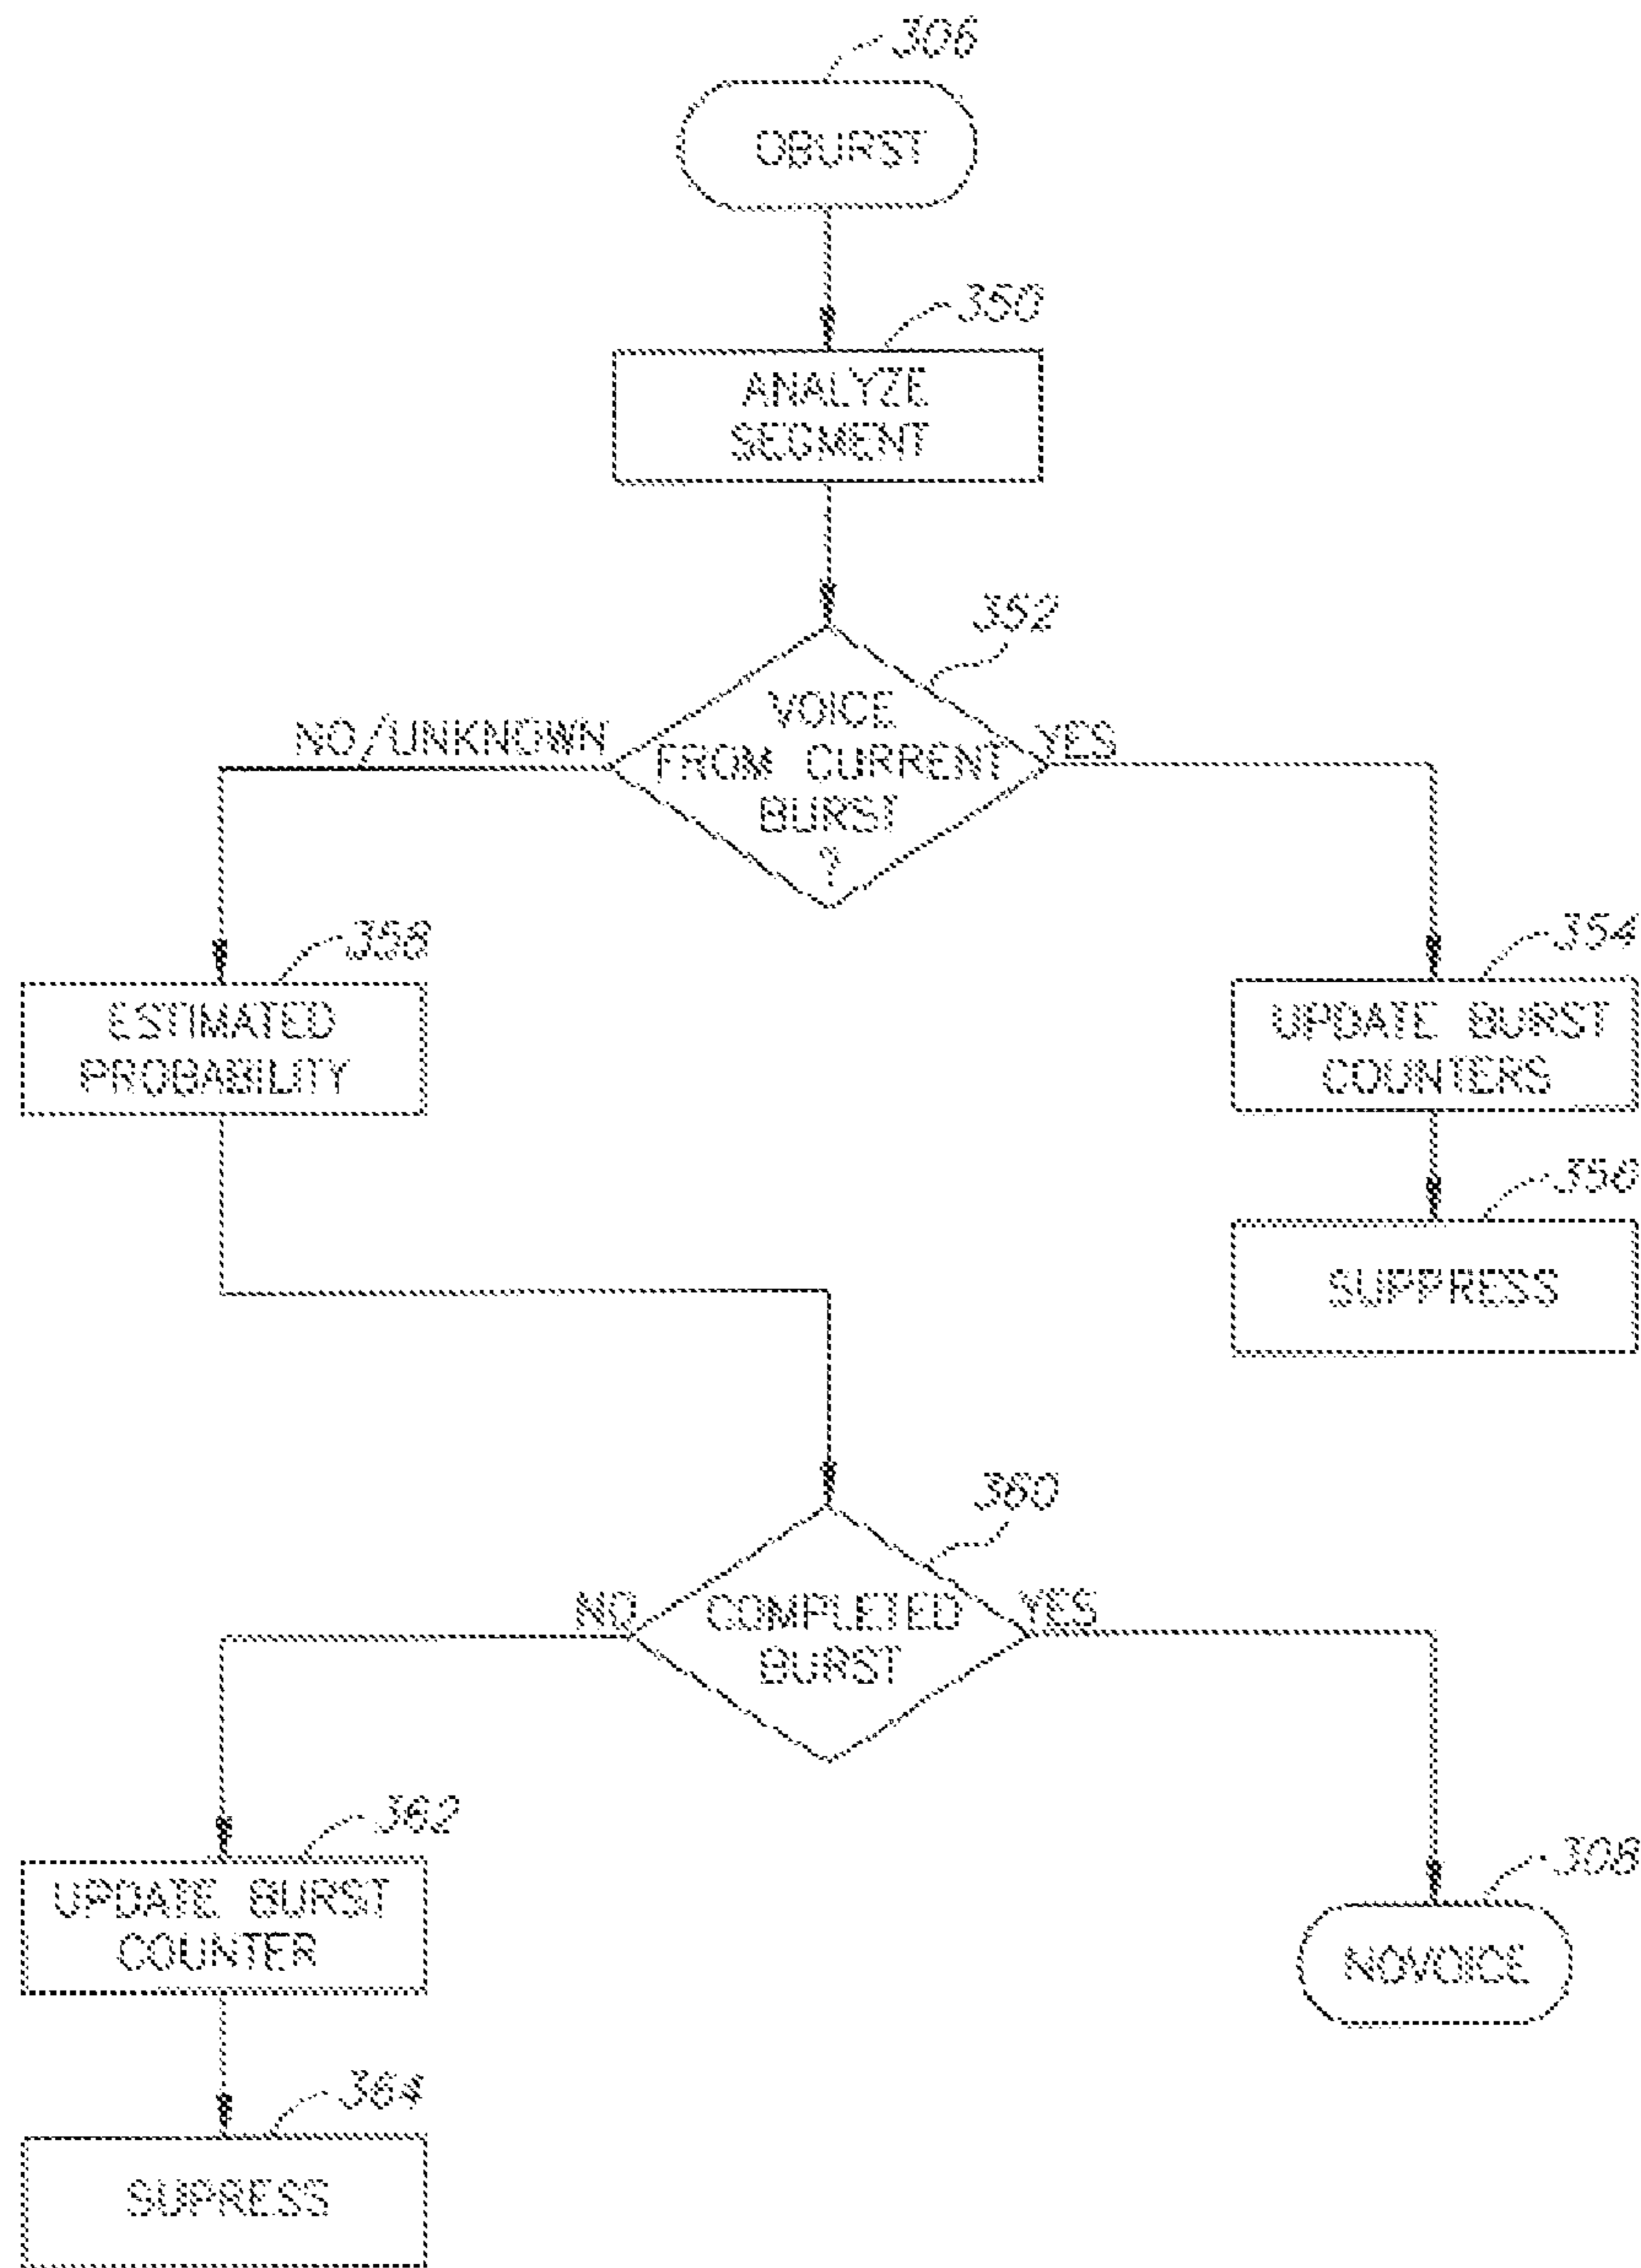 306
OBURST
350
ANALYZE
SEGMENT
352
VOICE
FROM CURRENT
BURST
?
NO/UNKNOWN
YES
358
ESTIMATED
PROBABILITY
354
UPDATE BURST
COUNTERS
356
SUPPRESS
360
COMPLETED
BURST
NO
YES
362
UPDATE BURST
COUNTER
308
NOVOICE
364
SUPRESS